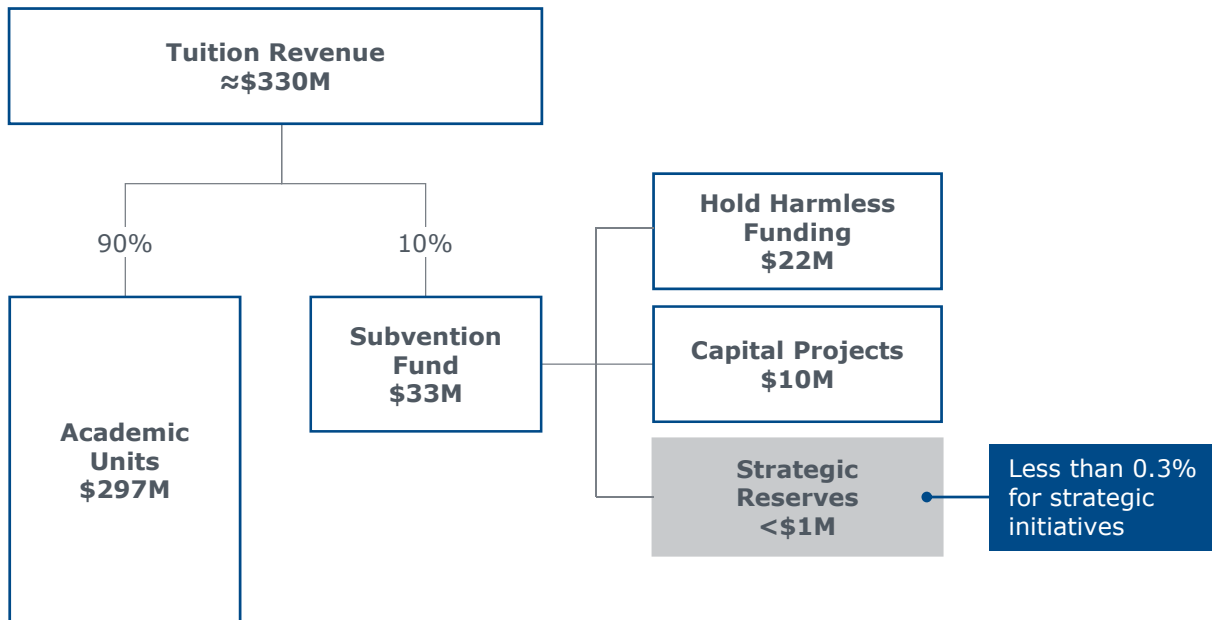 Tuition Revenue
≈$330M
90%
10%
Academic
Units
$297M
Subvention
Fund
$33M
Hold Harmless
Funding
$22M
Capital Projects
$10M
Strategic
Reserves
<$1M
Less than 0.3%
for strategic
initiatives